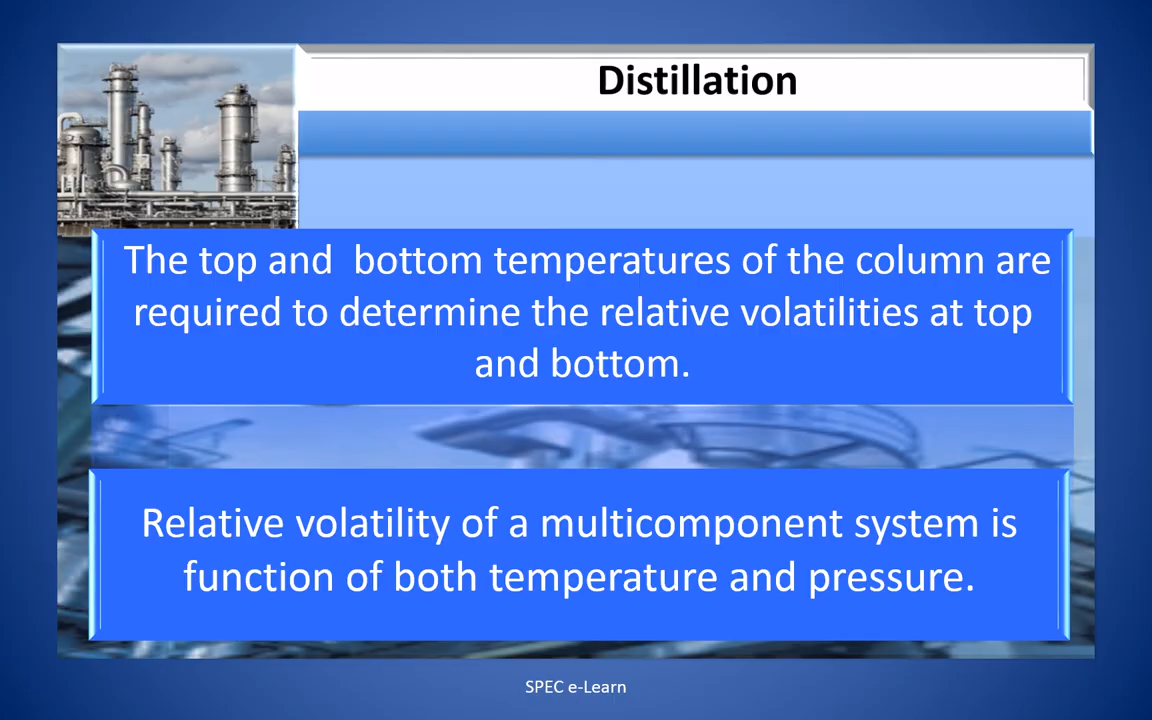 Distillation
The top and  bottom temperatures of the column are
required to determine the relative volatilities at top
and bottom.
Relative volatility of a multicomponent system is
function of both temperature and pressure.
SPEC e-Learn